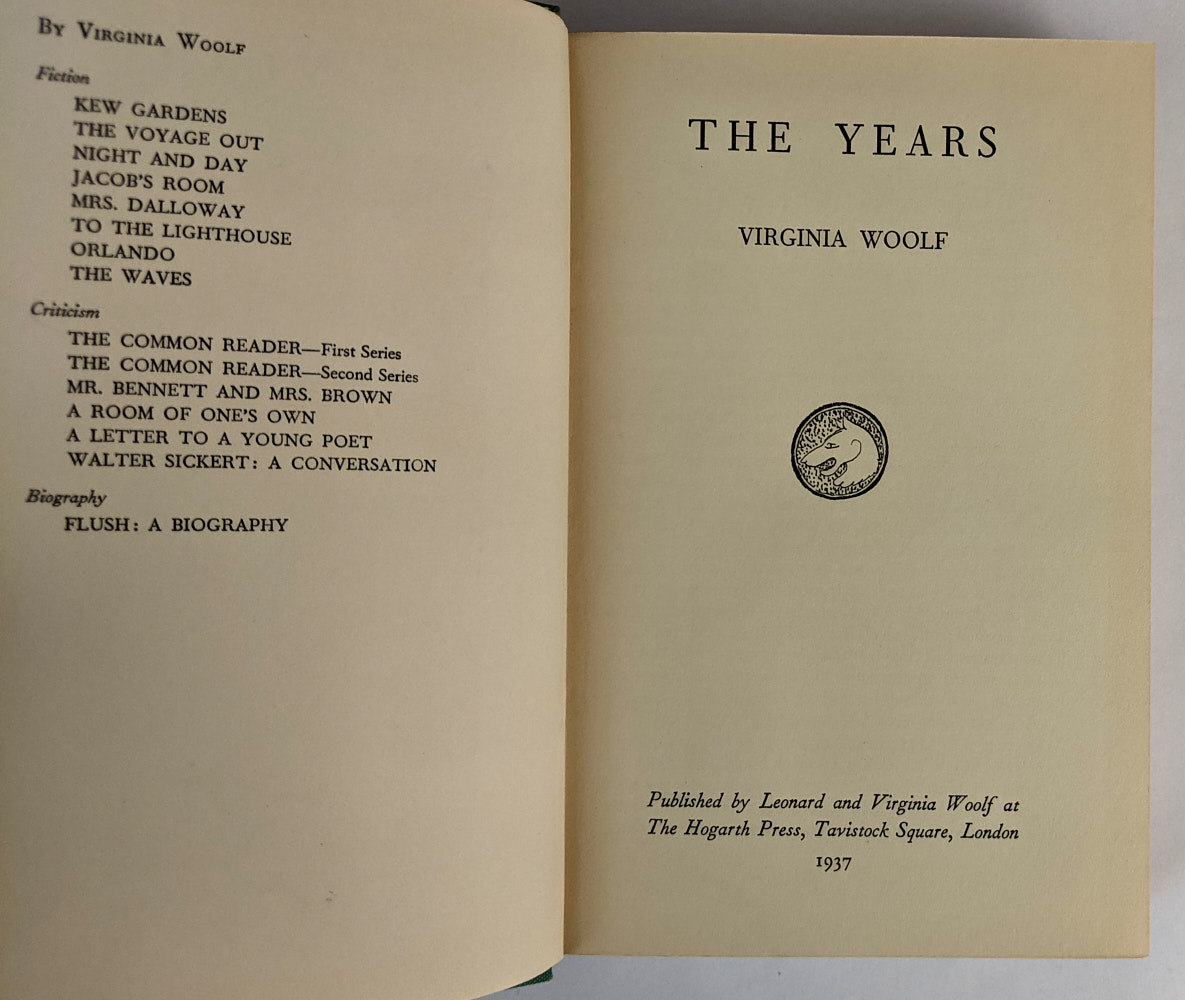 By Virginia Woolf
Fiction
KEW GARDENS
THE VOYAGE OUT
NIGHT AND DAY
JACOB'S ROOM
MRS. DALLOWAY
TO THE LIGHTHOUSE
ORLANDO
THE WAVES
Criticism
THE COMMON READER—First Series
THE COMMON READER—Second Series
MR. BENNETT AND MRS. BROWN
A ROOM OF ONE'S OWN
A LETTER TO A YOUNG POET
WALTER SICKERT: A CONVERSATION
Biography
FLUSH: A BIOGRAPHY
THE YEARS
VIRGINIA WOOLF
Published by Leonard and Virginia Woolf at
The Hogarth Press, Tavistock Square, London
1937